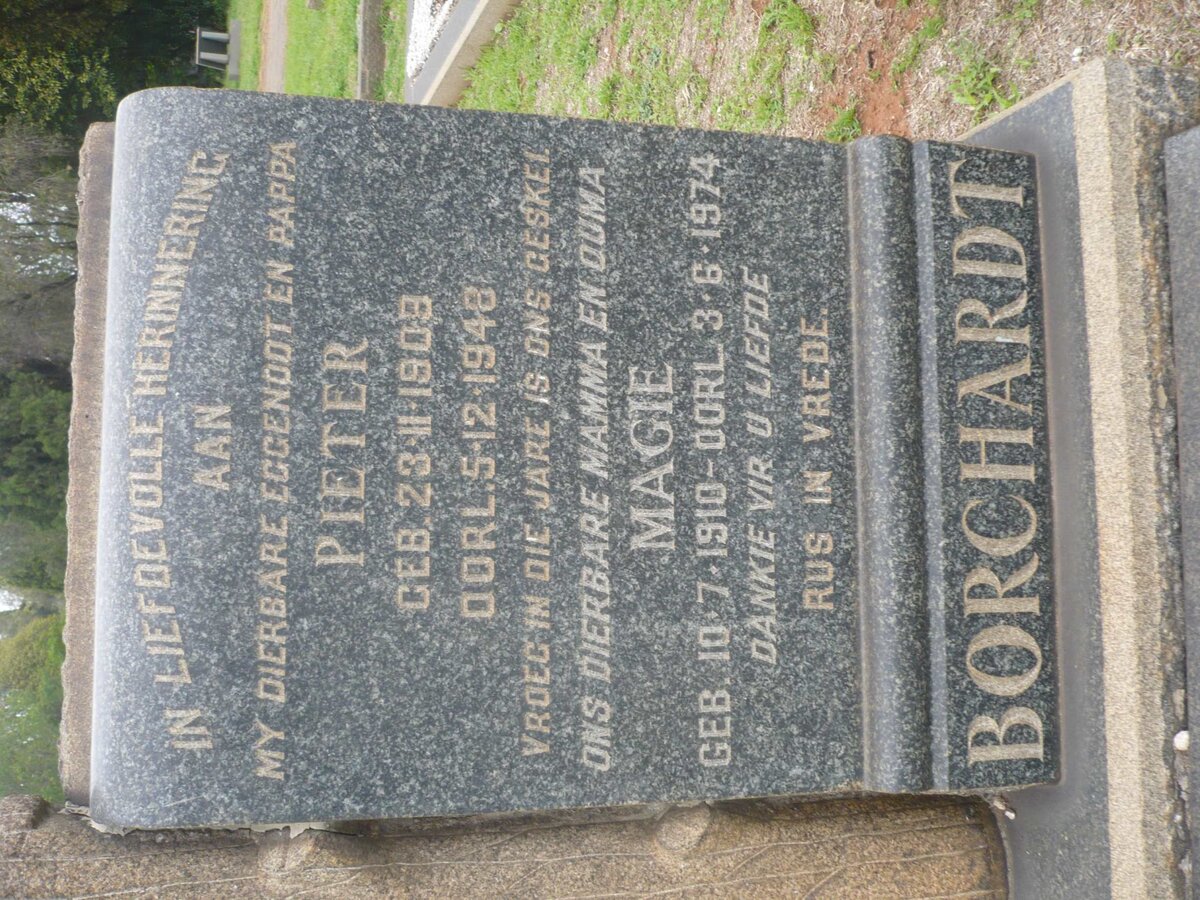 IN LIEFDEVOLLE HERINNERING
AAN
MY DIERBARE EGGENOOT EN PAPPA
PIETER
GEB. 23·11·1909
OORL. 5·12·1948
VROEG IN DIE JARE IS ONS GESKEI.
ONS DIERBARE MAMMA EN OUMA
MAGIE
GEB. 10·7·1910 - OORL. 3·6·1974
DANKIE VIR U LIEFDE
RUS IN VREDE.
BORCHARDT